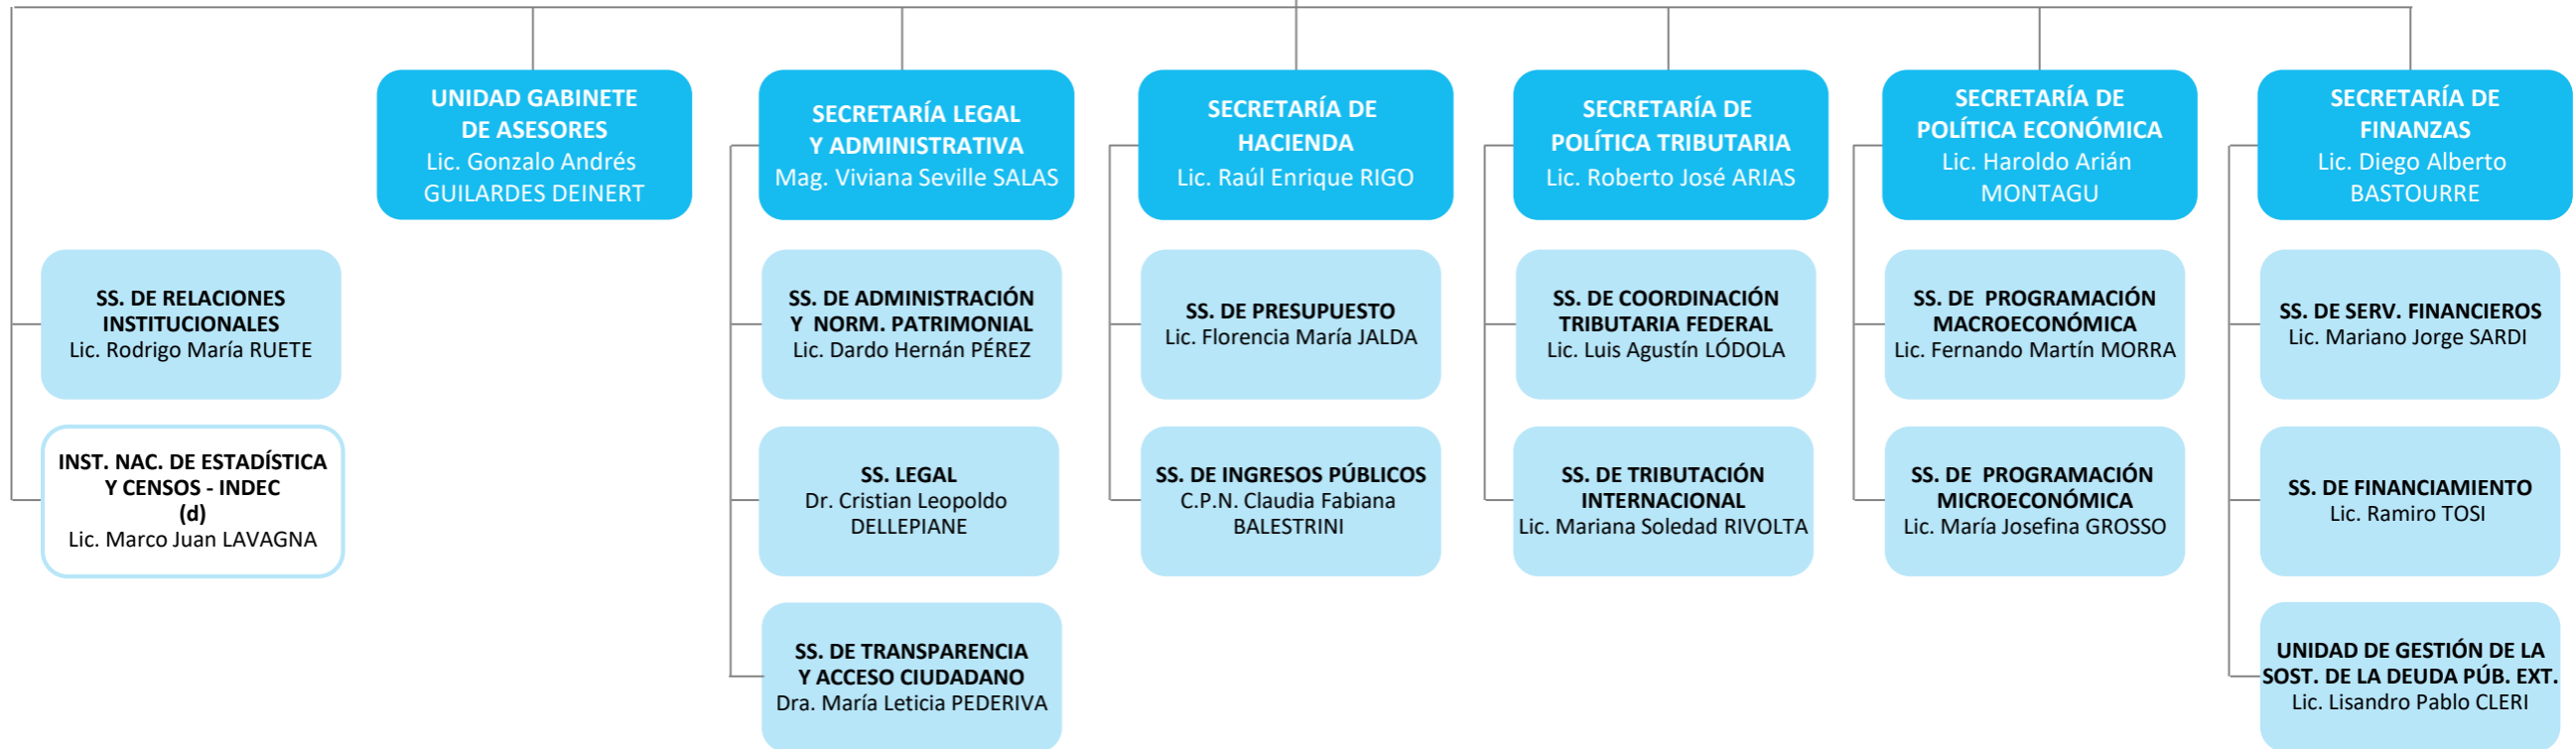 UNIDAD GABINETE
DE ASESORES
Lic. Gonzalo Andrés
GUILARDES DEINERT
SECRETARÍA LEGAL
Y ADMINISTRATIVA
Mag. Viviana Seville SALAS
SECRETARÍA DE
HACIENDA
Lic. Raúl Enrique RIGO
SECRETARÍA DE
POLÍTICA TRIBUTARIA
Lic. Roberto José ARIAS
SECRETARÍA DE
POLÍTICA ECONÓMICA
Lic. Haroldo Arián
MONTAGU
SECRETARÍA DE
FINANZAS
Lic. Diego Alberto
BASTOURRE
SS. DE RELACIONES
INSTITUCIONALES
Lic. Rodrigo María RUETE
SS. DE ADMINISTRACIÓN
Y NORM. PATRIMONIAL
Lic. Dardo Hernán PÉREZ
SS. DE PRESUPUESTO
Lic. Florencia María JALDA
SS. DE COORDINACIÓN
TRIBUTARIA FEDERAL
Lic. Luis Agustín LÓDOLA
SS. DE PROGRAMACIÓN
MACROECONÓMICA
Lic. Fernando Martín MORRA
SS. DE SERV. FINANCIEROS
Lic. Mariano Jorge SARDI
INST. NAC. DE ESTADÍSTICA
Y CENSOS - INDEC
(d)
Lic. Marco Juan LAVAGNA
SS. LEGAL
Dr. Cristian Leopoldo
DELLEPIANE
SS. DE INGRESOS PÚBLICOS
C.P.N. Claudia Fabiana
BALESTRINI
SS. DE TRIBUTACIÓN
INTERNACIONAL
Lic. Mariana Soledad RIVOLTA
SS. DE PROGRAMACIÓN
MICROECONÓMICA
Lic. María Josefina GROSSO
SS. DE FINANCIAMIENTO
Lic. Ramiro TOSI
SS. DE TRANSPARENCIA
Y ACCESO CIUDADANO
Dra. María Leticia PEDERIVA
UNIDAD DE GESTIÓN DE LA
SOST. DE LA DEUDA PÚB. EXT.
Lic. Lisandro Pablo CLERI